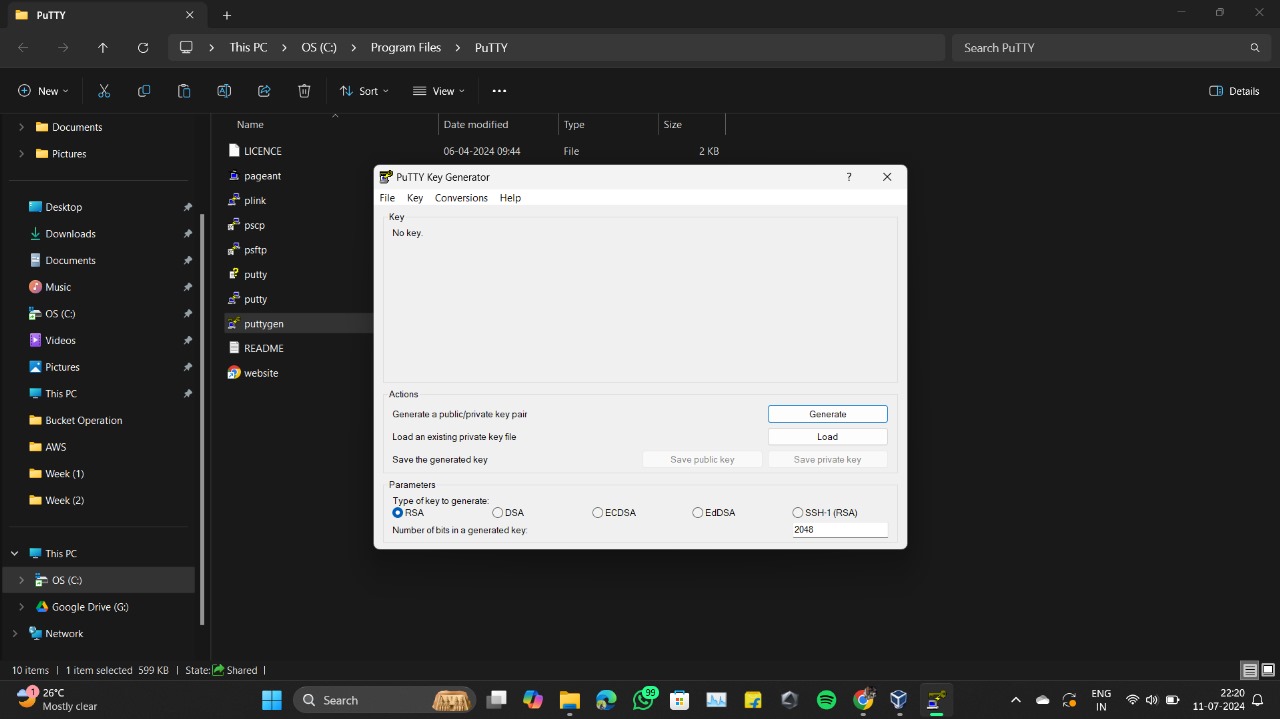 PuTTY
This PC > OS (C:) > Program Files > PuTTY
Search PuTTY
New
Sort
View
Details
Documents
Pictures
Desktop
Downloads
Documents
Music
OS (C:)
Videos
Pictures
This PC
Bucket Operation
AWS
Week (1)
Week (2)
This PC
OS (C:)
Google Drive (G:)
Network
Name Date modified Type Size
LICENCE 06-04-2024 09:44 File 2 KB
pageant
plink
pscp
psftp
putty
putty
puttygen
README
website
PuTTY Key Generator ?
File Key Conversions Help
Key
No key.
Actions
Generate a public/private key pair Generate
Load an existing private key file Load
Save the generated key Save public key Save private key
Parameters
Type of key to generate:
RSA DSA ECDSA EdDSA SSH-1 (RSA)
Number of bits in a generated key: 2048
10 items | 1 item selected 599 KB | State: Shared |
1
26°C
Mostly clear
Search
99
ENG
IN
22:20
11-07-2024